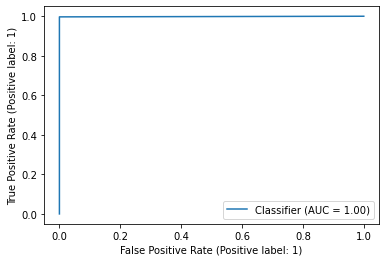 True Positive Rate (Positive label: 1)
1.0
0.8
0.6
0.4
0.2
0.0
Classifier (AUC = 1.00)
0.0 0.2 0.4 0.6 0.8 1.0
False Positive Rate (Positive label: 1)